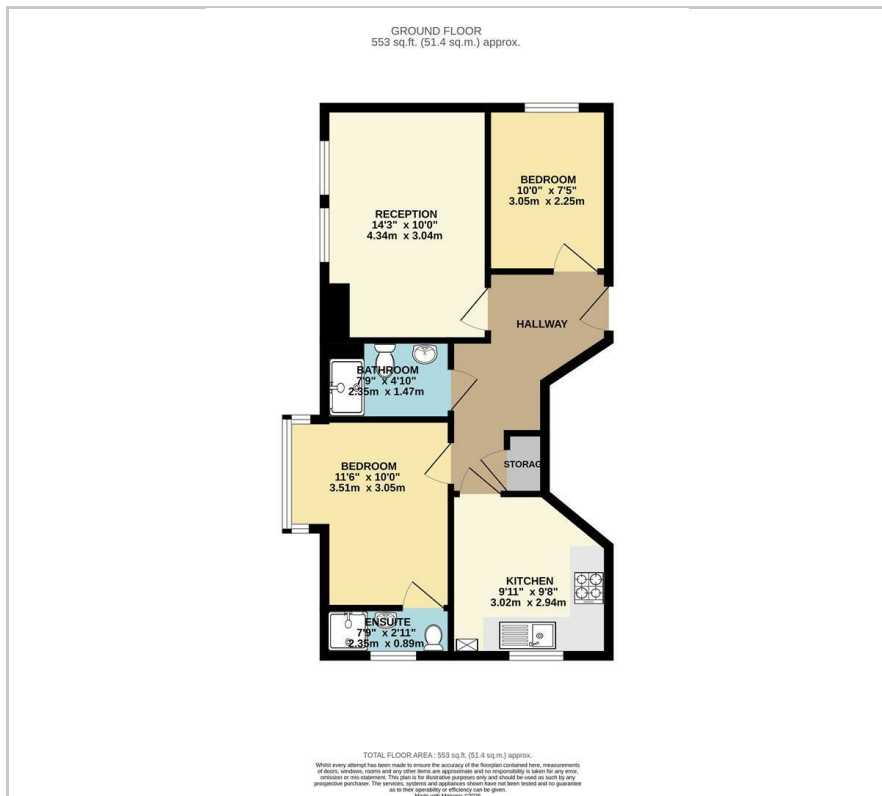 GROUND FLOOR
553 sq.ft. (51.4 sq.m.) approx.
BEDROOM
10'0" x 7'5"
3.05m x 2.25m
RECEPTION
14'3" x 10'0"
4.34m x 3.04m
HALLWAY
BATHROOM
7'9" x 4'10"
2.35m x 1.47m
BEDROOM
11'6" x 10'0"
3.51m x 3.05m
STORAG
KITCHEN
9'11" x 9'8"
3.02m x 2.94m
ENSUITE
7'9" x 2'11"
2.35m x 0.89m
TOTAL FLOOR AREA : 553 sq.ft. (51.4 sq.m.) approx.
Whilst every attempt has been made to ensure the accuracy of the floorplan contained here, measurements
of doors, windows, rooms and any other items are approximate and no responsibility is taken for any error,
omission or mis-statement. This plan is for illustrative purposes only and should be used as such by any
prospective purchaser. The services, systems and appliances shown have not been tested and no guarantee
as to their operability or efficiency can be given.
Made with Metropix ©2026